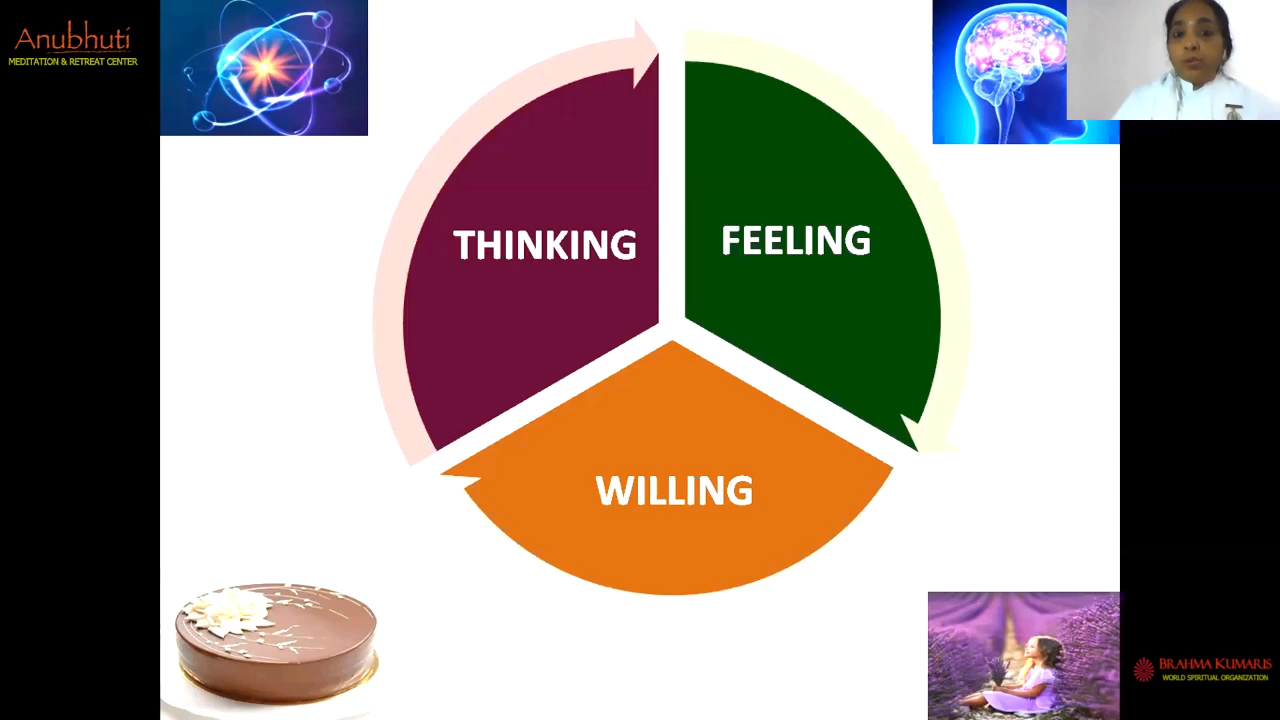 Anubhuti
MEDITATION & RETREAT CENTER
THINKING
FEELING
WILLING
BRAHMA KUMARIS
WORLD SPIRITUAL ORGANIZATION